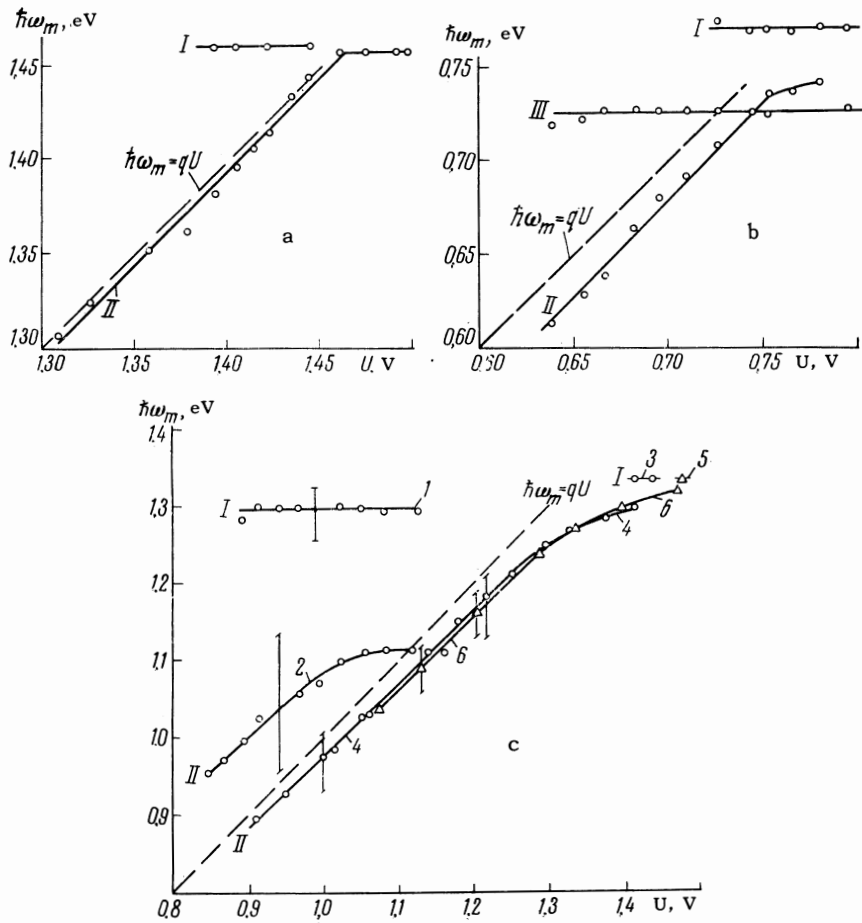 ħω_m, eV
I
1,45
1,40
1,35
1,30
ħω_m=qU
a
II
1,30
1,35
1,40
1,45
U, V
ħω_m, eV
I
0,75
III
0,70
0,65
0,60
ħω_m=qU
b
II
0,60
0,65
0,70
0,75
U, V
ħω_m, eV
1.4
1.3
1.2
1.1
1.0
0.9
I
1
ħω_m=qU
I 3
5
6
4
2
6
4
II
II
c
0,8
0,9
1,0
1,1
1,2
1,3
1,4
U, V